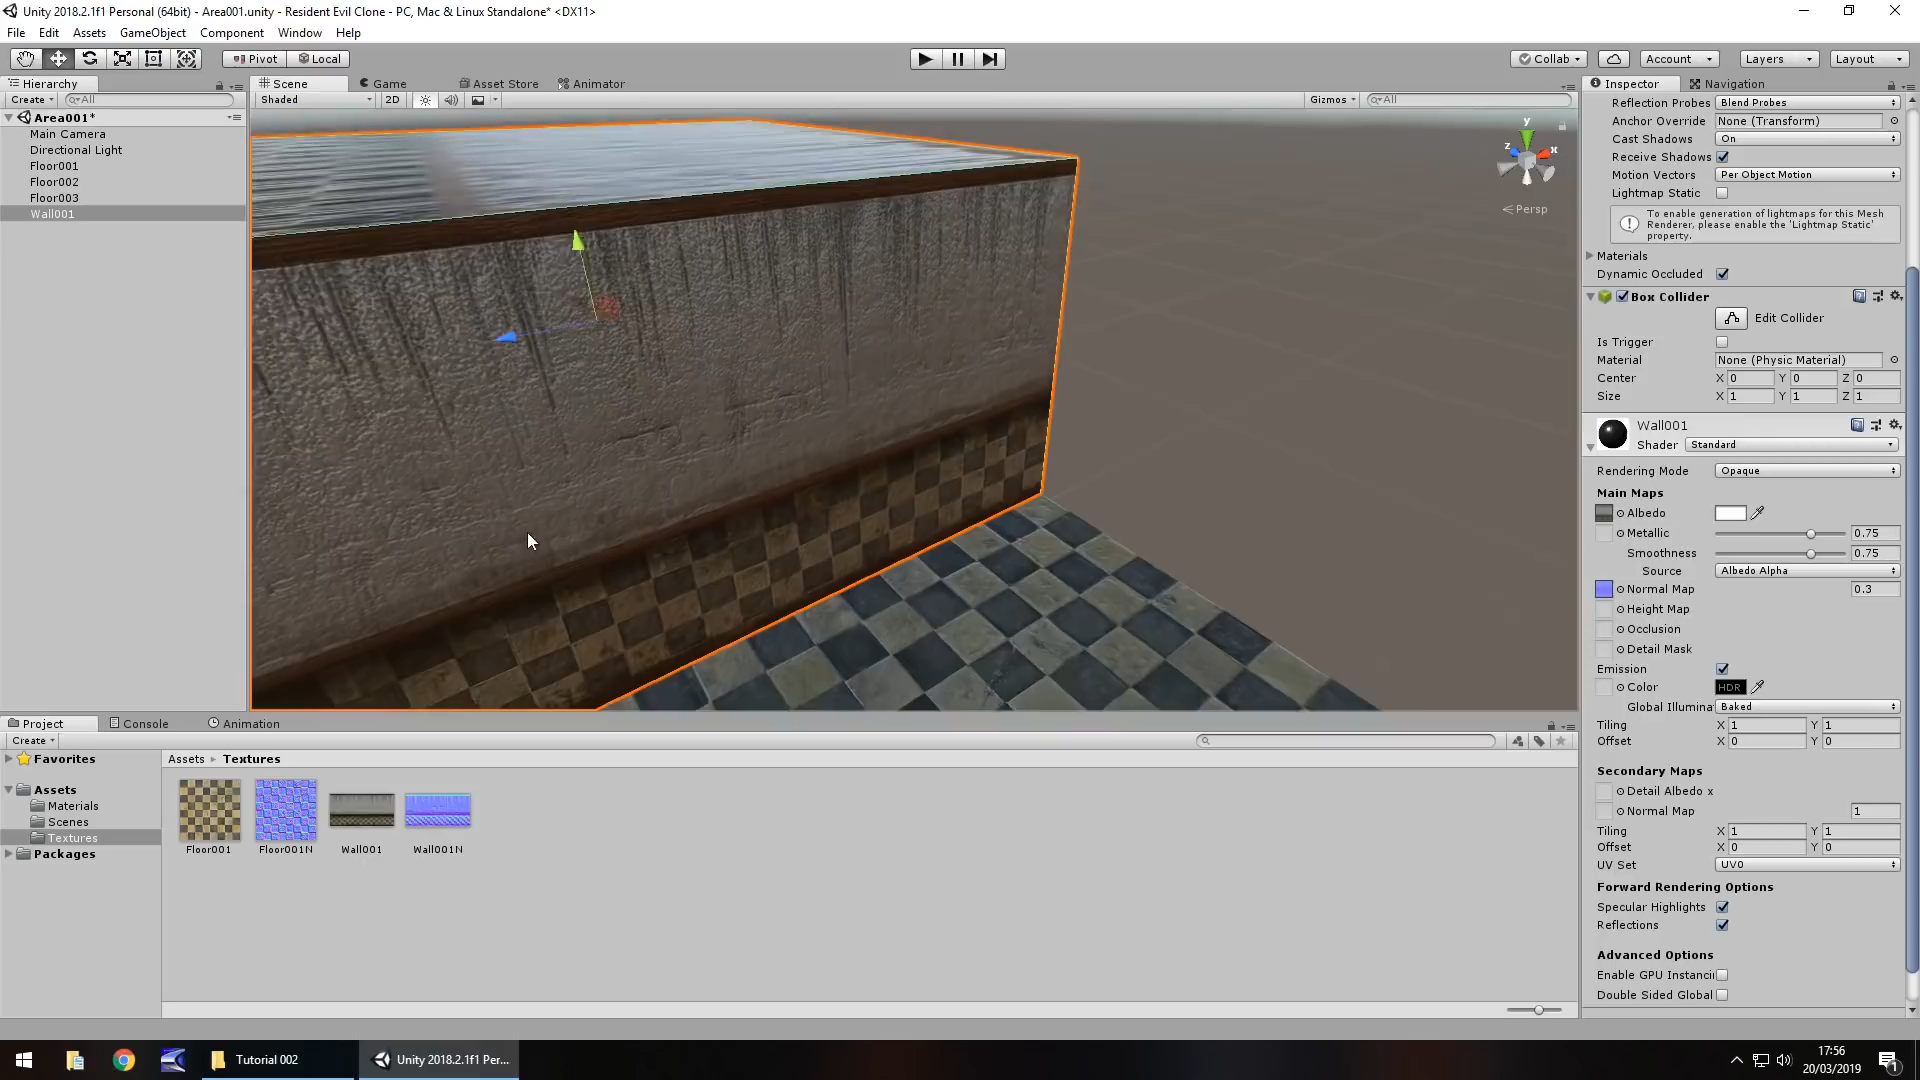 Unity 2018.2.1f1 Personal (64bit) - Area001.unity - Resident Evil Clone - PC, Mac & Linux Standalone* <DX11>
File Edit Assets GameObject Component Window Help
Pivot Local Collab Account Layers Layout
Hierarchy Scene Game Asset Store Animator Inspector Navigation
Create All Shaded 2D Gizmos All
Area001*
Main Camera
Directional Light
Floor001
Floor002
Floor003
Wall001
y
z x
Persp
Reflection Probes Blend Probes
Anchor Override None (Transform)
Cast Shadows On
Receive Shadows
Motion Vectors Per Object Motion
Lightmap Static
To enable generation of lightmaps for this Mesh
Renderer, please enable the 'Lightmap Static'
property.
Materials
Dynamic Occluded
Box Collider
Edit Collider
Is Trigger
Material None (Physic Material)
Center X 0 Y 0 Z 0
Size X 1 Y 1 Z 1
Wall001
Shader Standard
Rendering Mode Opaque
Main Maps
Albedo
Metallic 0.75
Smoothness 0.75
Source Albedo Alpha
Normal Map 0.3
Height Map
Occlusion
Detail Mask
Emission
Color HDR
Global Illumina Baked
Tiling X 1 Y 1
Offset X 0 Y 0
Secondary Maps
Detail Albedo x
Normal Map 1
Tiling X 1 Y 1
Offset X 0 Y 0
UV Set UV0
Forward Rendering Options
Specular Highlights
Reflections
Advanced Options
Enable GPU Instanci
Double Sided Global
Project Console Animation
Create
Favorites
Assets
Materials
Scenes
Textures
Packages
Assets Textures
Floor001 Floor001N Wall001 Wall001N
Tutorial 002 Unity 2018.2.1f1 Per...
17:56
20/03/2019
1